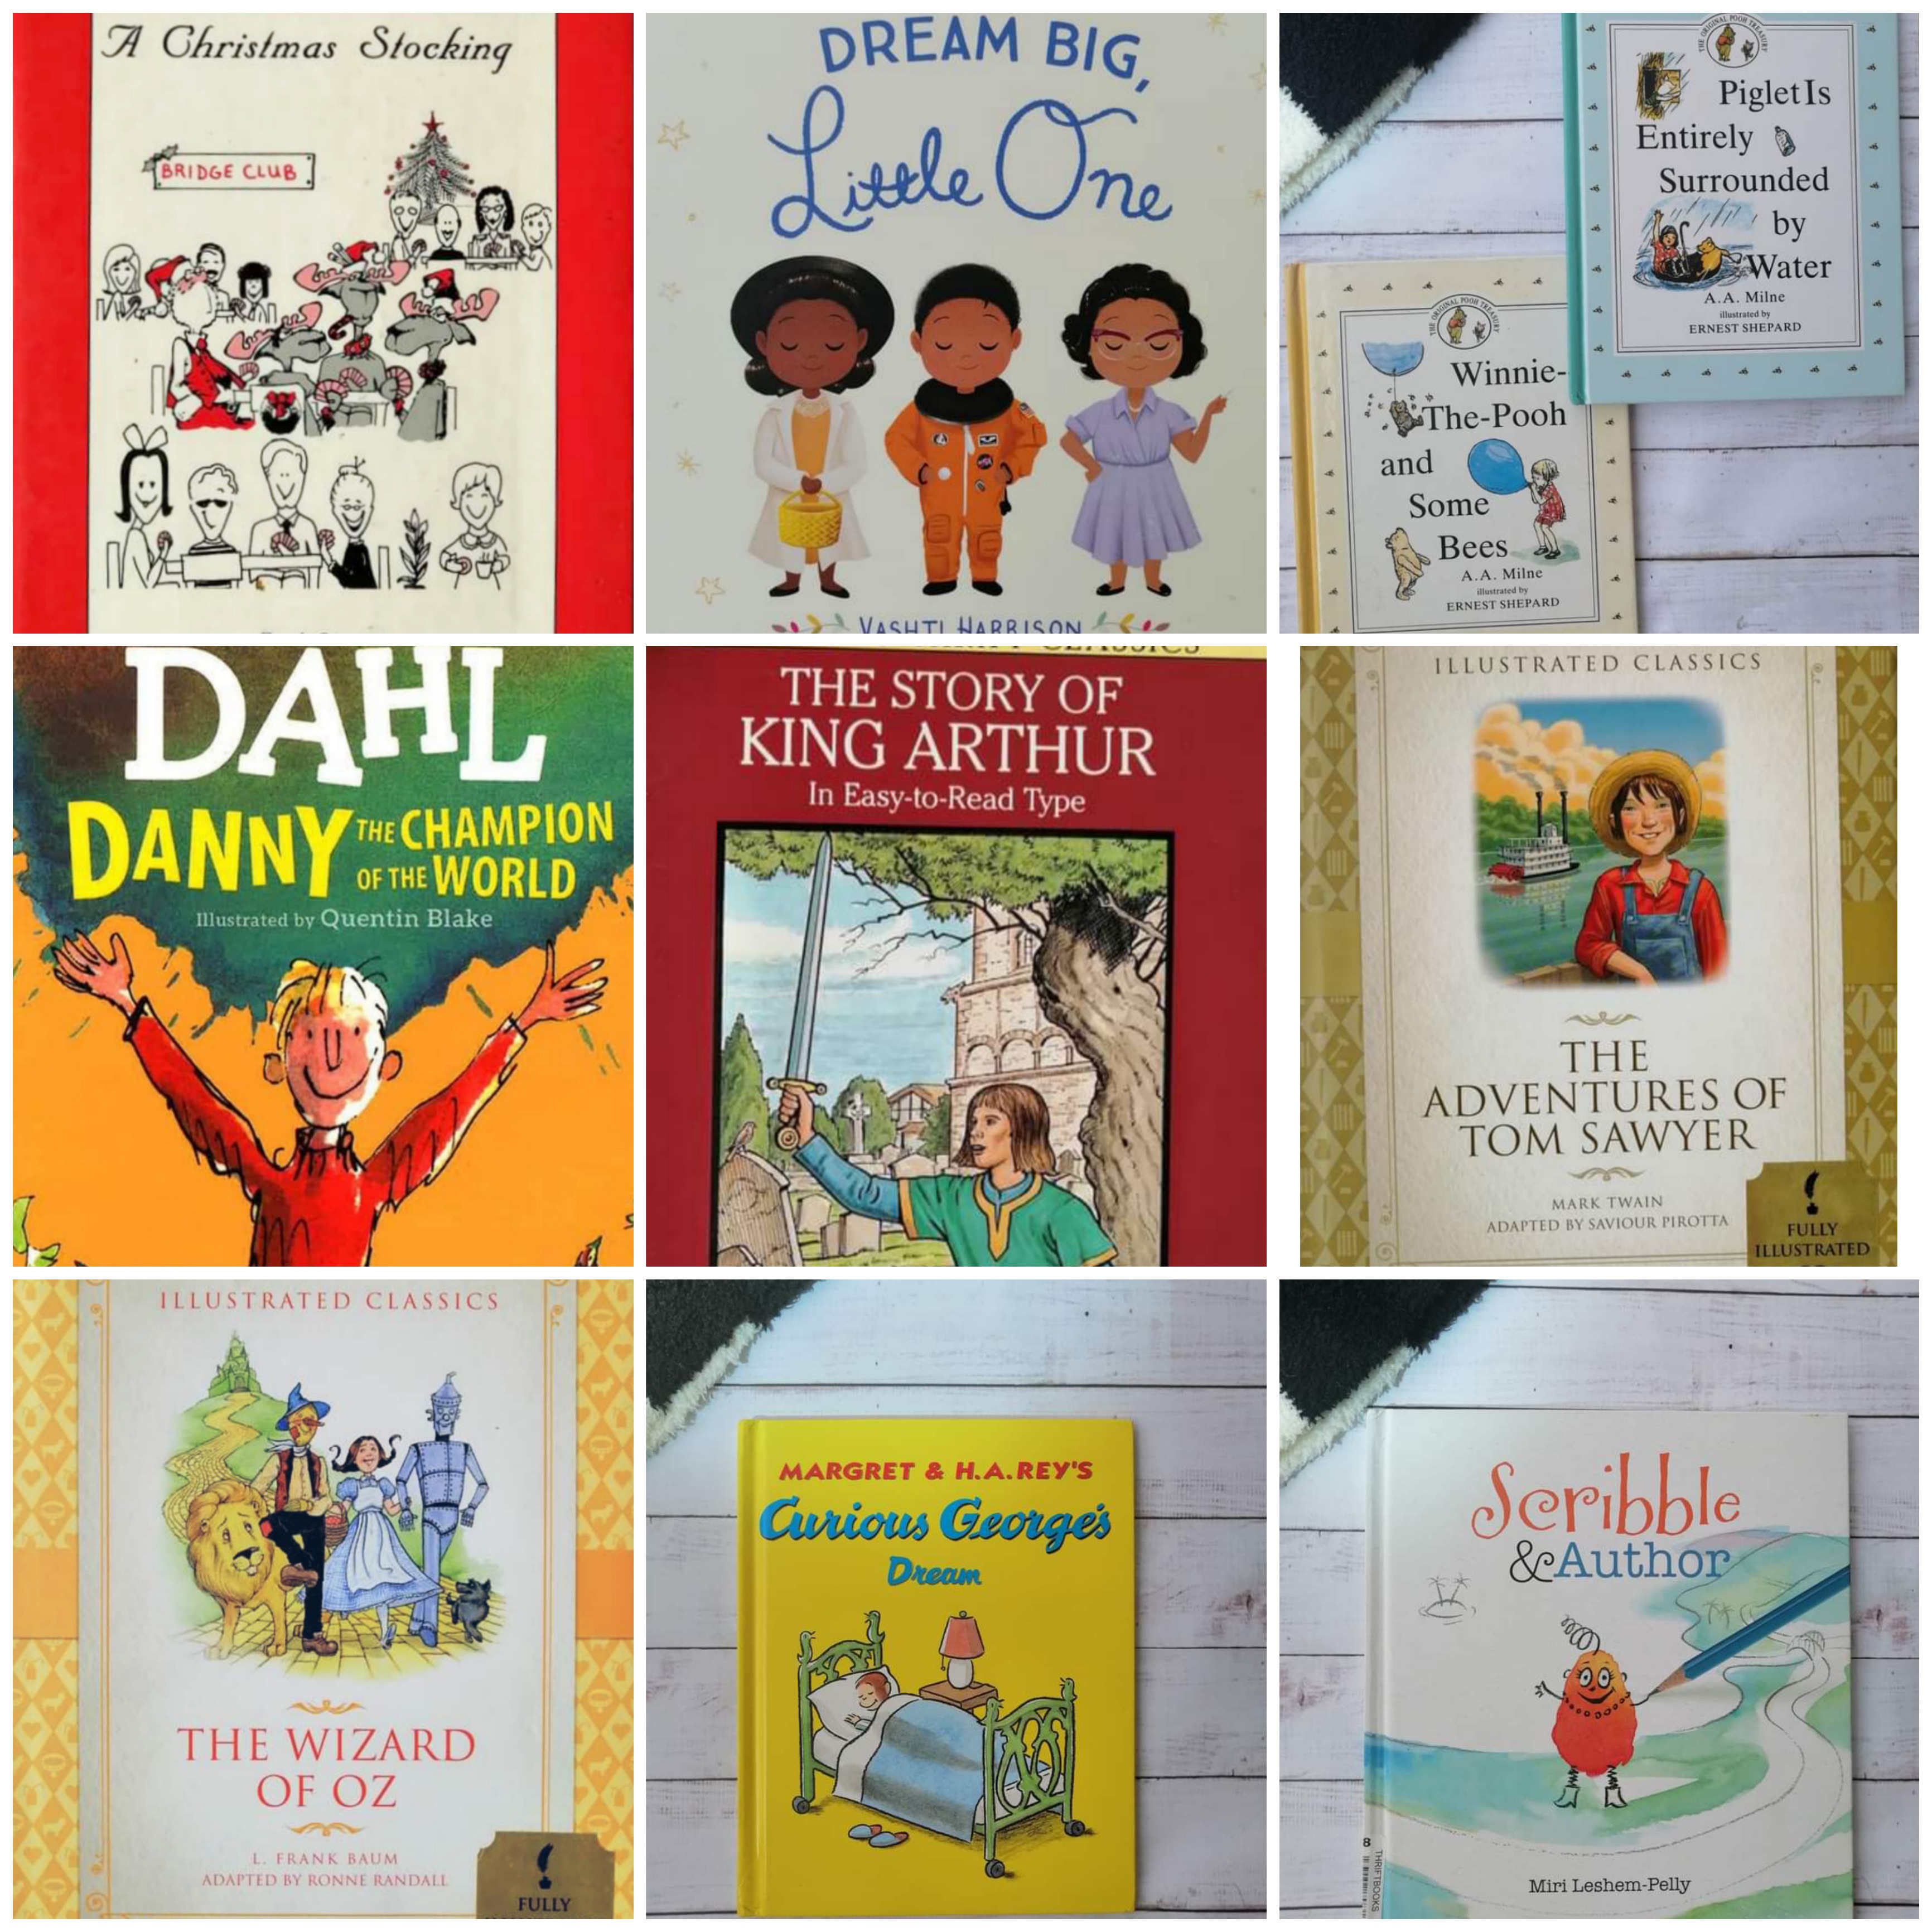 A Christmas Stocking
BRIDGE CLUB
DREAM BIG,
Little One
VASHTI HARRISON
THE ORIGINAL POOH TREASURY
Piglet Is
Entirely
Surrounded
by
Water
A.A. Milne
illustrated by
ERNEST SHEPARD
THE ORIGINAL POOH TREASURY
Winnie-
The-Pooh
and
Some
Bees
A.A. Milne
illustrated by
ERNEST SHEPARD
DAHL
DANNY THE CHAMPION
OF THE WORLD
Illustrated by Quentin Blake
CLASSICS
THE STORY OF
KING ARTHUR
In Easy-to-Read Type
ILLUSTRATED CLASSICS
THE
ADVENTURES OF
TOM SAWYER
MARK TWAIN
ADAPTED BY SAVIOUR PIROTTA
FULLY
ILLUSTRATED
ILLUSTRATED CLASSICS
THE WIZARD
OF OZ
L. FRANK BAUM
ADAPTED BY RONNE RANDALL
FULLY
MARGRET & H.A.REY'S
Curious George's
Dream
Scribble
&Author
Miri Leshem-Pelly
8
THRIFTBOOKS